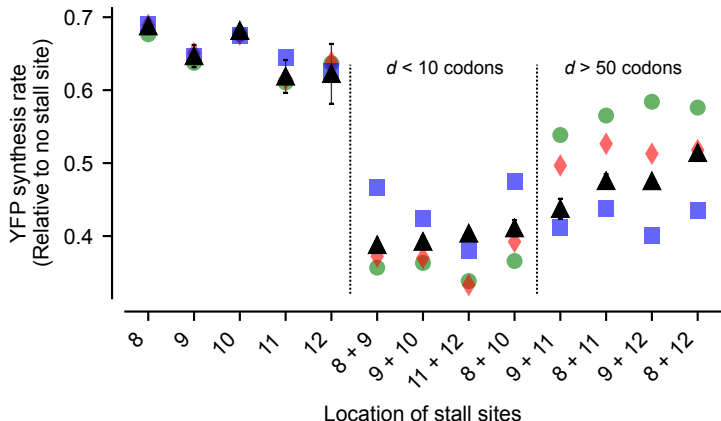 YFP synthesis rate
(Relative to no stall site)
0.7
0.6
0.5
0.4
d < 10 codons
d > 50 codons
8
9
10
11
12
8 + 9
9 + 10
11 + 12
8 + 10
9 + 11
8 + 11
9 + 12
8 + 12
Location of stall sites